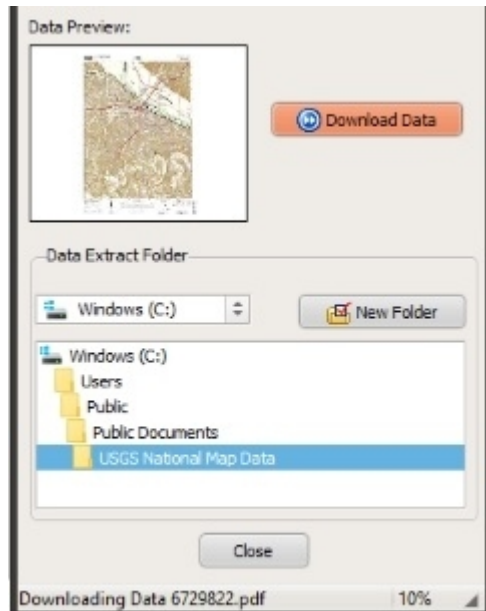 Data Preview:
Download Data
Data Extract Folder
Windows (C:)
New Folder
Windows (C:)
Users
Public
Public Documents
USGS National Map Data
Close
Downloading Data 6729822.pdf 10%